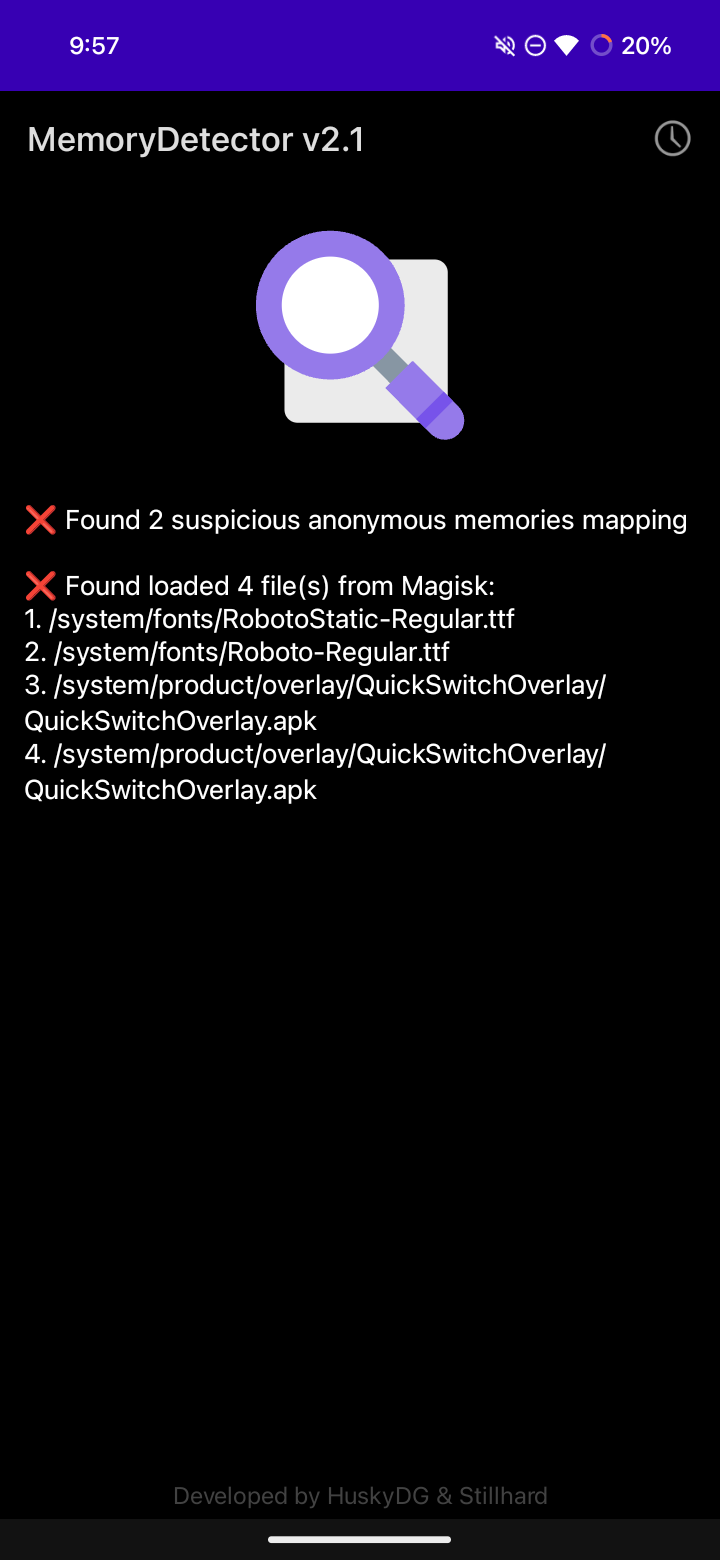 9:57 20%
MemoryDetector v2.1
❌ Found 2 suspicious anonymous memories mapping
❌ Found loaded 4 file(s) from Magisk:
1. /system/fonts/RobotoStatic-Regular.ttf
2. /system/fonts/Roboto-Regular.ttf
3. /system/product/overlay/QuickSwitchOverlay/
QuickSwitchOverlay.apk
4. /system/product/overlay/QuickSwitchOverlay/
QuickSwitchOverlay.apk
Developed by HuskyDG & Stillhard